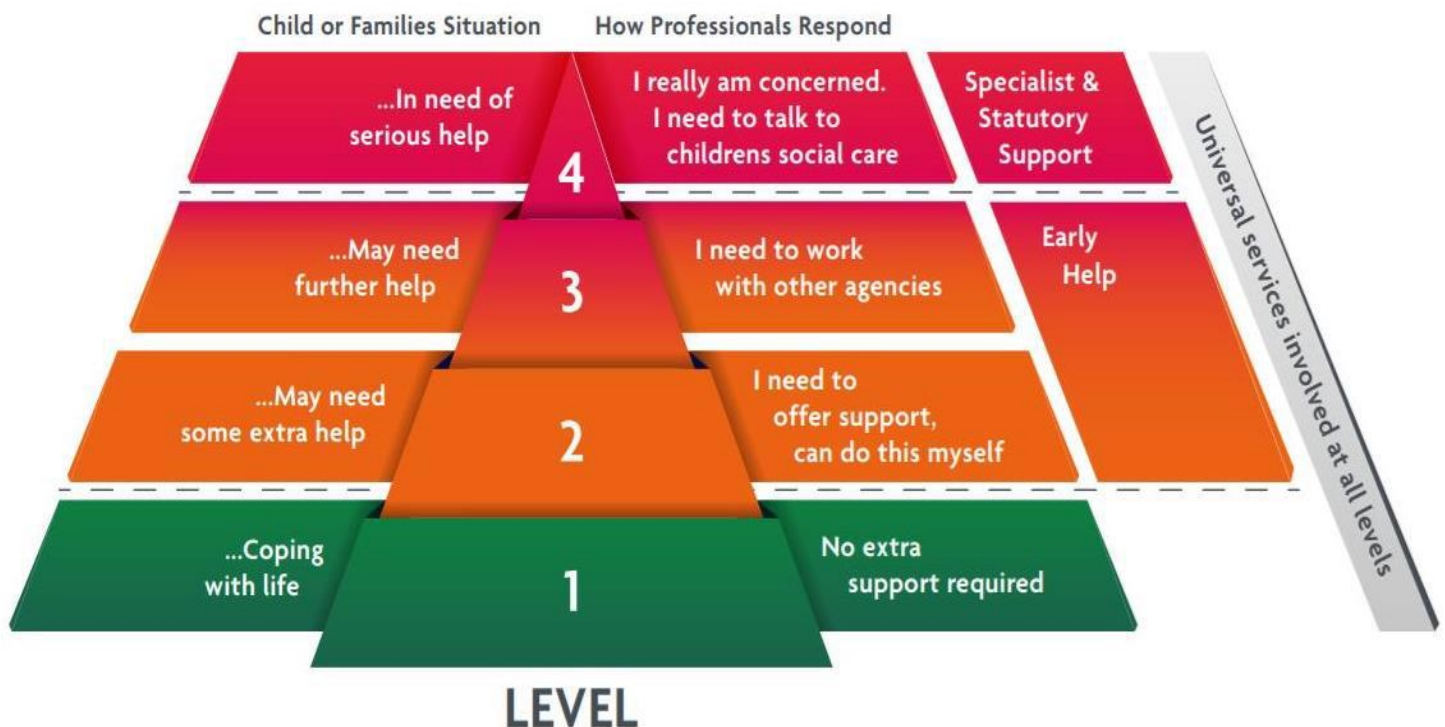 Child or Families Situation
How Professionals Respond
...In need of
serious help
4
I really am concerned.
I need to talk to
childrens social care
Specialist &
Statutory
Support
...May need
further help
3
I need to work
with other agencies
Early
Help
...May need
some extra help
2
I need to
offer support,
can do this myself
...Coping
with life
1
No extra
support required
Universal services involved at all levels
LEVEL